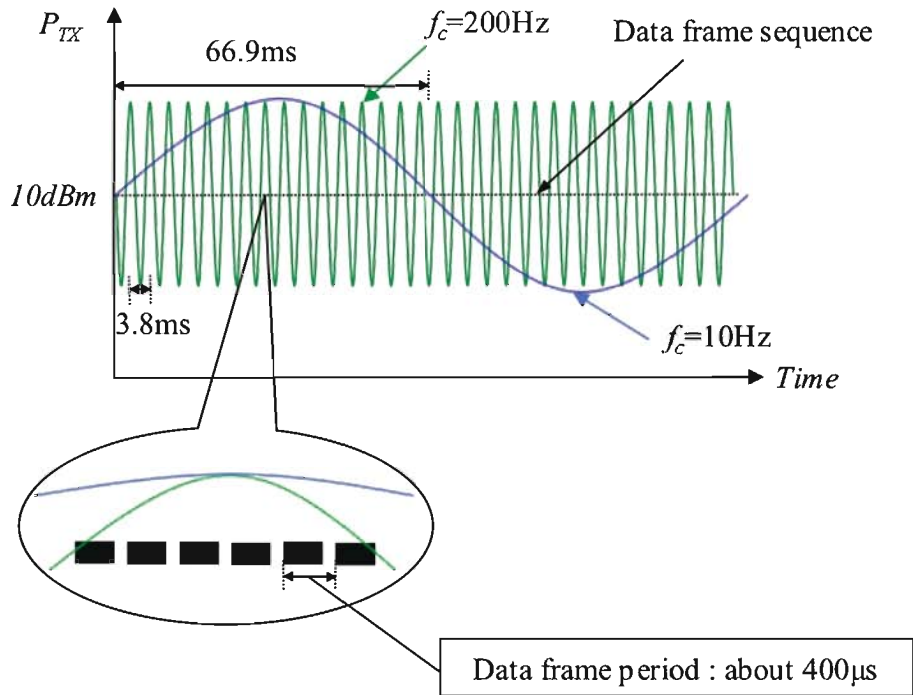 P_TX
f_c=200Hz
Data frame sequence
66.9ms
10dBm
3.8ms
f_c=10Hz
Time
Data frame period : about 400μs